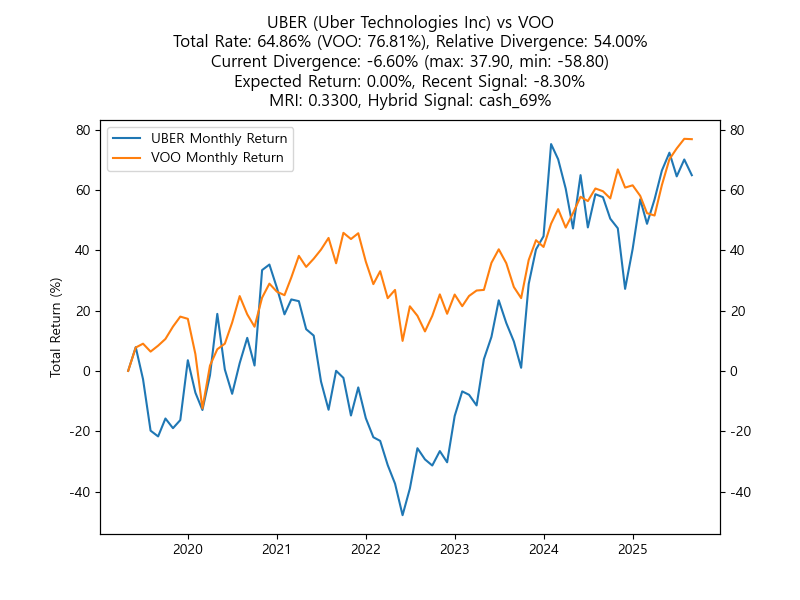 UBER (Uber Technologies Inc) vs VOO
Total Rate: 64.86% (VOO: 76.81%), Relative Divergence: 54.00%
Current Divergence: -6.60% (max: 37.90, min: -58.80)
Expected Return: 0.00%, Recent Signal: -8.30%
MRI: 0.3300, Hybrid Signal: cash_69%
UBER Monthly Return
VOO Monthly Return
Total Return (%)
80 80
60 60
40 40
20 20
0 0
-20 -20
-40 -40
2020 2021 2022 2023 2024 2025